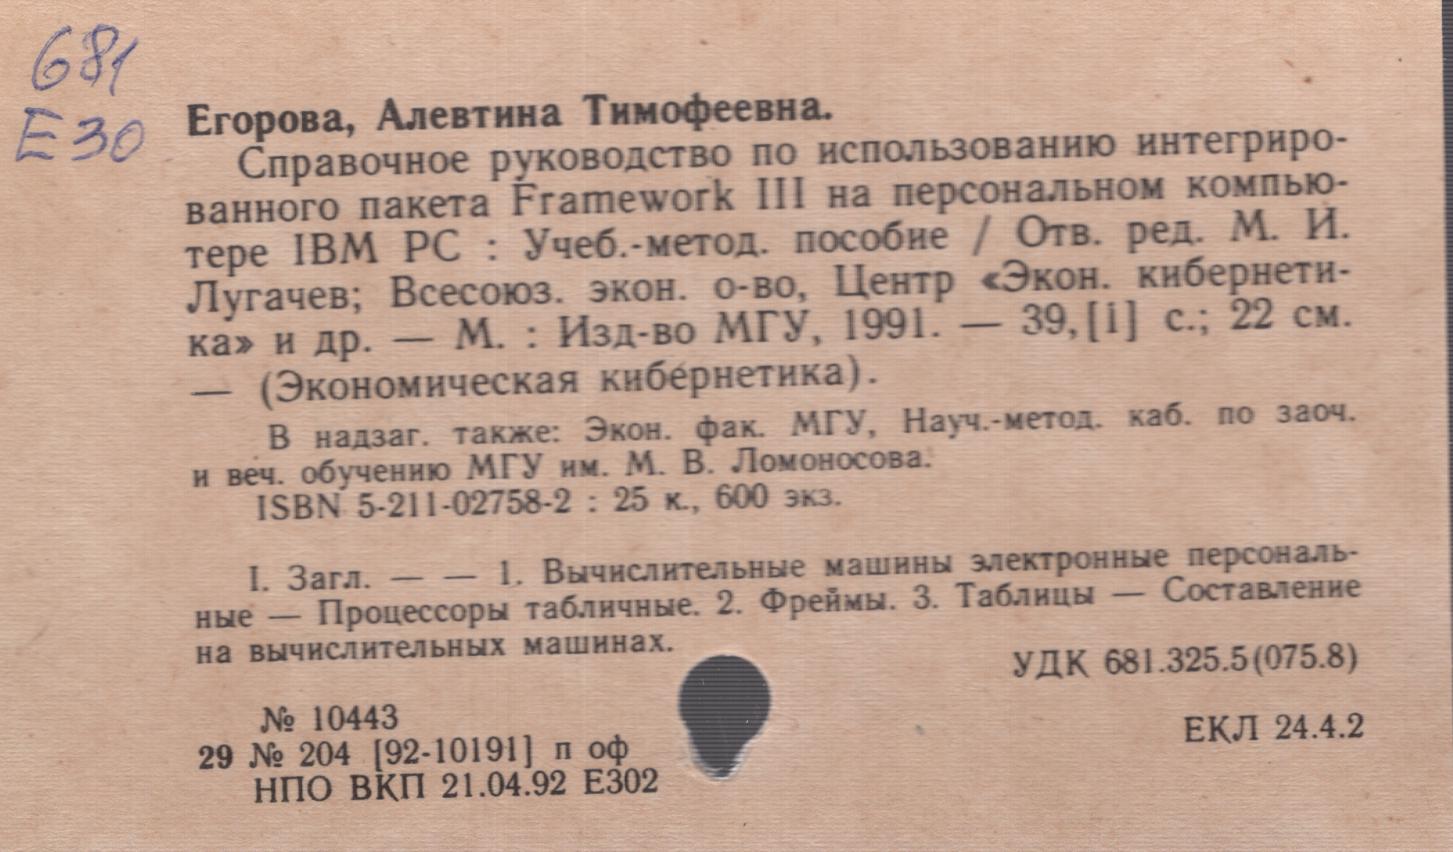 681
Е30
Егорова, Алевтина Тимофеевна.
Справочное руководство по использованию интегриро-
ванного пакета Framework III на персональном компью-
тере IBM PC : Учеб.-метод. пособие / Отв. ред. М. И.
Лугачев; Всесоюз. экон. о-во, Центр «Экон. кибернети-
ка» и др. — М. : Изд-во МГУ, 1991. — 39, [1] с.; 22 см.
— (Экономическая кибернетика).
В надзаг. также: Экон. фак. МГУ, Науч.-метод. каб. по заоч.
и веч. обучению МГУ им. М. В. Ломоносова.
ISBN 5-211-02758-2 : 25 к., 600 экз.
I. Загл. — — 1. Вычислительные машины электронные персональ-
ные — Процессоры табличные. 2. Фреймы. 3. Таблицы — Составление
на вычислительных машинах.
УДК 681.325.5(075.8)
№ 10443
29 № 204 [92-10191] п оф
НПО ВКП 21.04.92 Е302
ЕКЛ 24.4.2